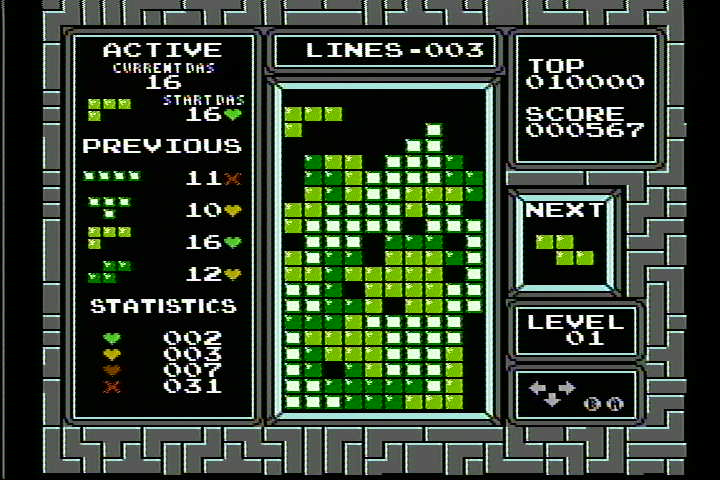 ACTIVE
CURRENT DAS
16
START DAS
16
PREVIOUS
11
10
16
12
STATISTICS
002
003
007
031
LINES-003
TOP
010000
SCORE
000567
NEXT
LEVEL
01
B A